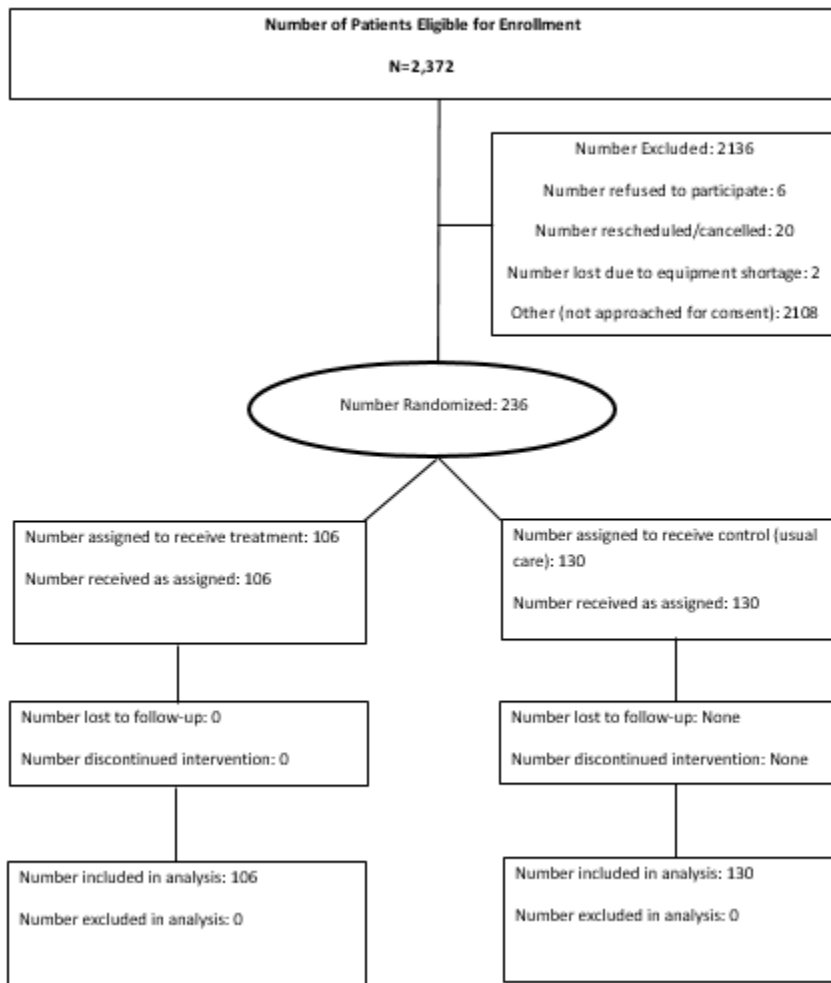 Number of Patients Eligible for Enrollment
N=2,372
Number Excluded: 2136
Number refused to participate: 6
Number rescheduled/cancelled: 20
Number lost due to equipment shortage: 2
Other (not approached for consent): 2108
Number Randomized: 236
Number assigned to receive treatment: 106
Number received as assigned: 106
Number assigned to receive control (usual
care): 130
Number received as assigned: 130
Number lost to follow-up: 0
Number discontinued intervention: 0
Number lost to follow-up: None
Number discontinued intervention: None
Number included in analysis: 106
Number excluded in analysis: 0
Number included in analysis: 130
Number excluded in analysis: 0